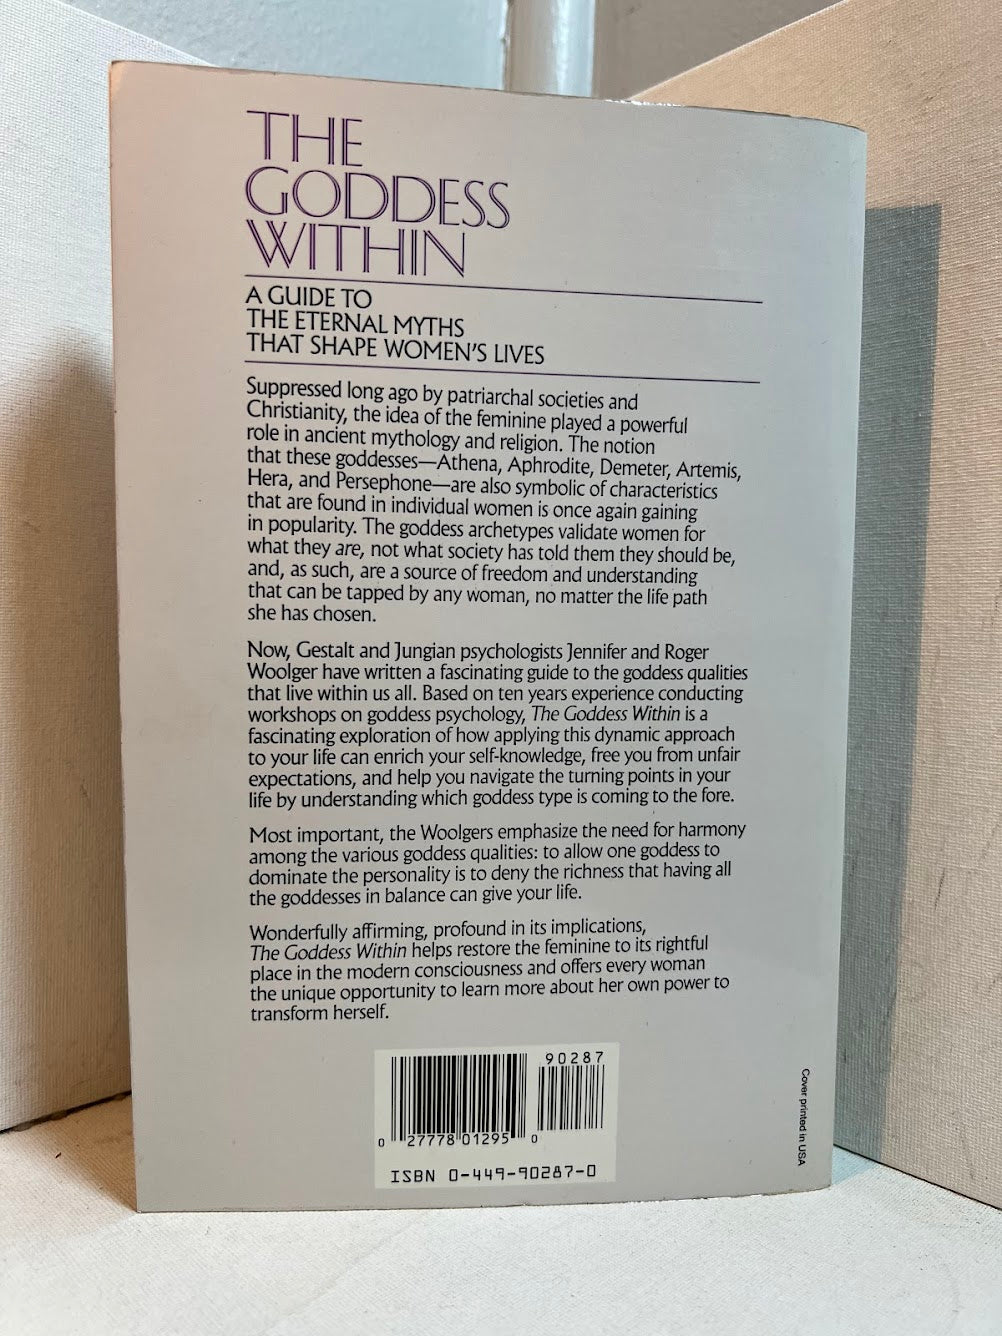 THE
GODDESS
WITHIN
A GUIDE TO
THE ETERNAL MYTHS
THAT SHAPE WOMEN'S LIVES
Suppressed long ago by patriarchal societies and
Christianity, the idea of the feminine played a powerful
role in ancient mythology and religion. The notion
that these goddesses—Athena, Aphrodite, Demeter, Artemis,
Hera, and Persephone—are also symbolic of characteristics
that are found in individual women is once again gaining
in popularity. The goddess archetypes validate women for
what they are, not what society has told them they should be,
and, as such, are a source of freedom and understanding
that can be tapped by any woman, no matter the life path
she has chosen.
Now, Gestalt and Jungian psychologists Jennifer and Roger
Woolger have written a fascinating guide to the goddess qualities
that live within us all. Based on ten years experience conducting
workshops on goddess psychology, The Goddess Within is a
fascinating exploration of how applying this dynamic approach
to your life can enrich your self-knowledge, free you from unfair
expectations, and help you navigate the turning points in your
life by understanding which goddess type is coming to the fore.
Most important, the Woolgers emphasize the need for harmony
among the various goddess qualities: to allow one goddess to
dominate the personality is to deny the richness that having all
the goddesses in balance can give your life.
Wonderfully affirming, profound in its implications,
The Goddess Within helps restore the feminine to its rightful
place in the modern consciousness and offers every woman
the unique opportunity to learn more about her own power to
transform herself.
90287
0 27778 01295 0
ISBN 0-449-90287-0
Cover printed in USA